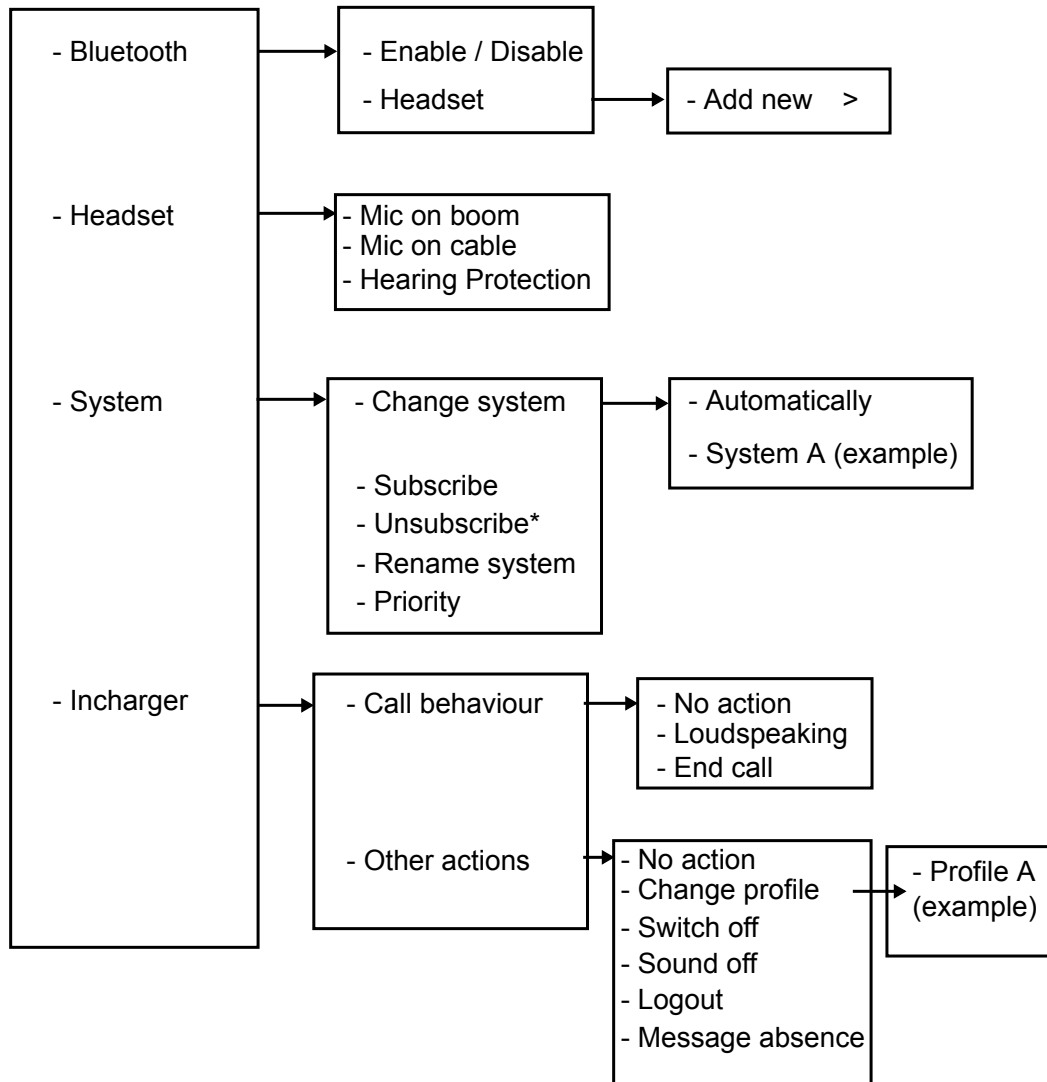 - Bluetooth
- Enable / Disable
- Headset
- Add new >
- Headset
- Mic on boom
- Mic on cable
- Hearing Protection
- System
- Change system
- Subscribe
- Unsubscribe*
- Rename system
- Priority
- Automatically
- System A (example)
- Incharger
- Call behaviour
- No action
- Loudspeaking
- End call
- Other actions
- No action
- Change profile
- Switch off
- Sound off
- Logout
- Message absence
- Profile A
(example)